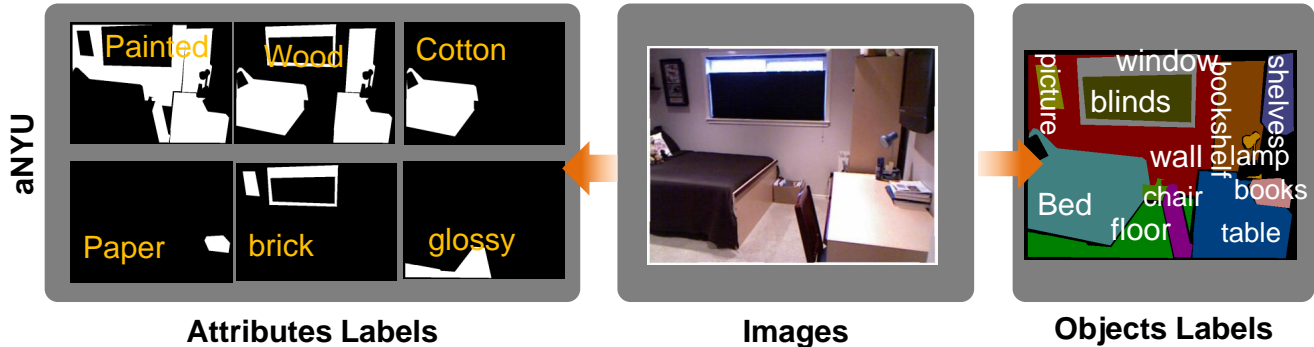 aNYU
Painted
Wood
Cotton
Paper
brick
glossy
picture
window
blinds
bookshelf
shelves
wall
lamp
Bed
chair
books
floor
table
Attributes Labels
Images
Objects Labels